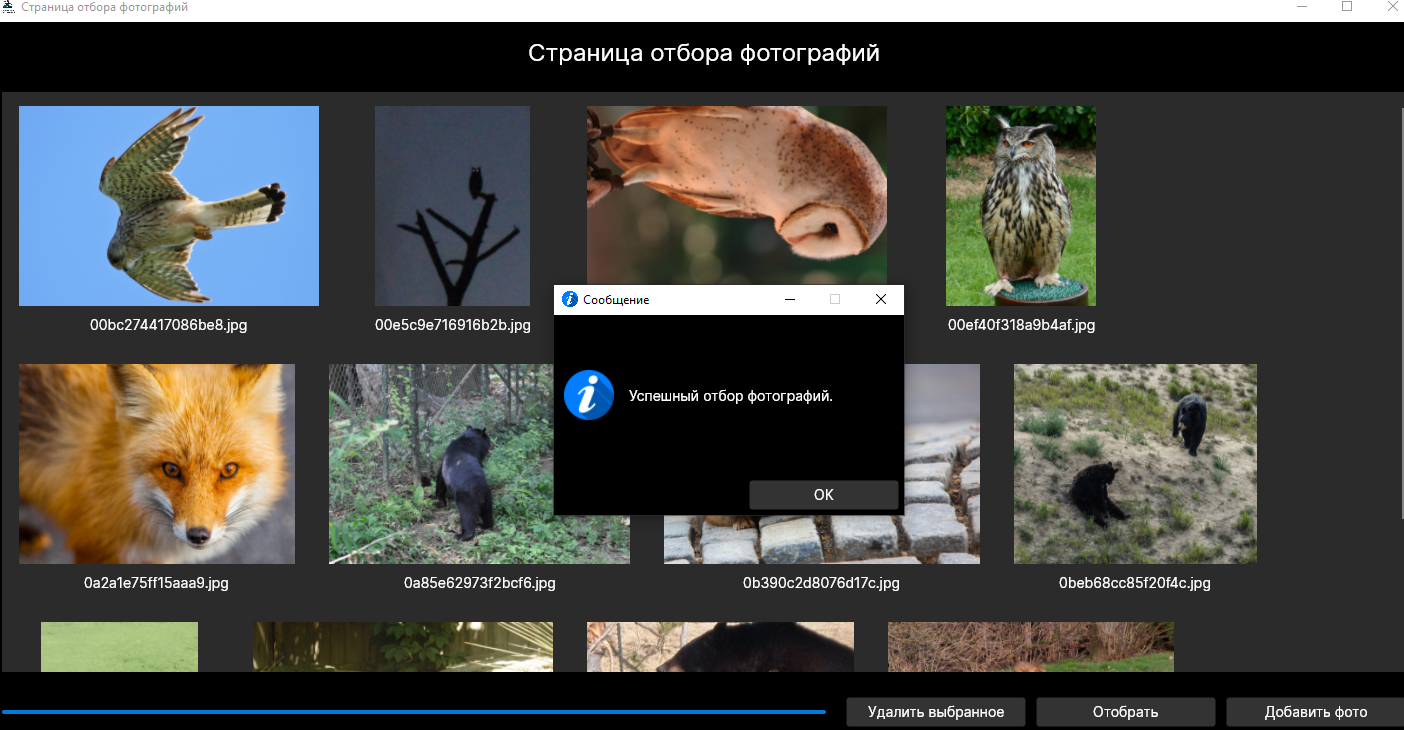 Страница отбора фотографий
Страница отбора фотографий
00bc274417086be8.jpg
00e5c9e716916b2b.jpg
00ef40f318a9b4af.jpg
Сообщение
Успешный отбор фотографий.
OK
0a2a1e75ff15aaa9.jpg
0a85e62973f2bcf6.jpg
0b390c2d8076d17c.jpg
0beb68cc85f20f4c.jpg
Удалить выбранное
Отобрать
Добавить фото